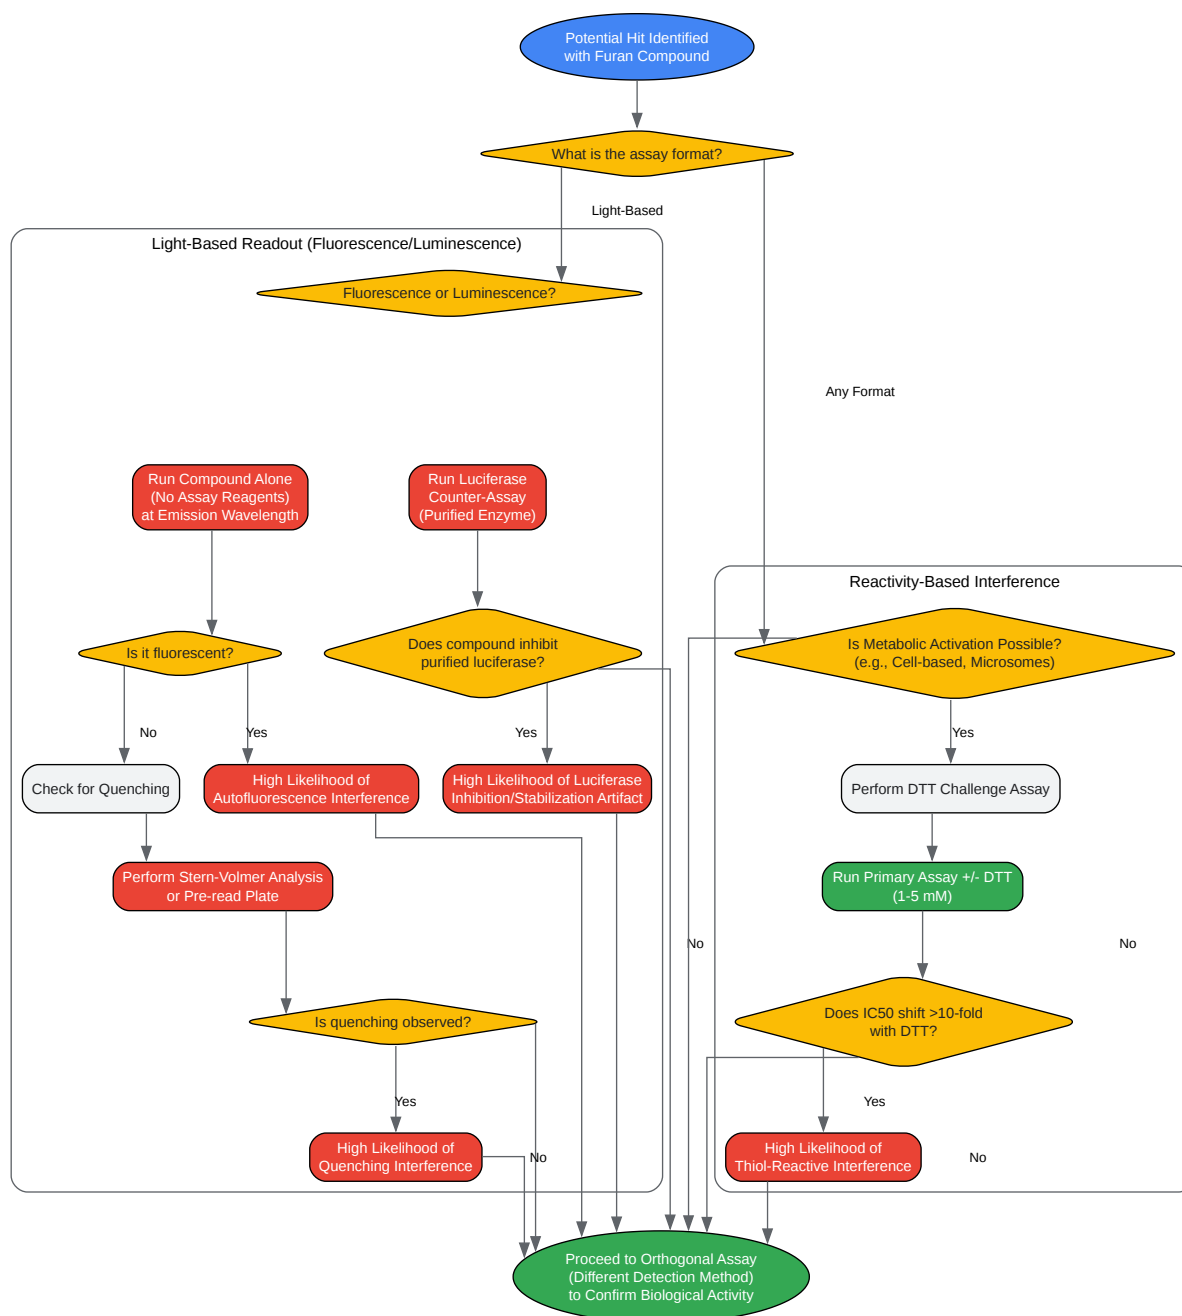 Potential Hit Identified
with Furan Compound
What is the assay format?
Light-Based
Light-Based Readout (Fluorescence/Luminescence)
Fluorescence or Luminescence?
Any Format
Run Compound Alone
(No Assay Reagents)
at Emission Wavelength
Run Luciferase
Counter-Assay
(Purified Enzyme)
Reactivity-Based Interference
Is it fluorescent?
Does compound inhibit
purified luciferase?
Is Metabolic Activation Possible?
(e.g., Cell-based, Microsomes)
No
Yes
Yes
Yes
Check for Quenching
High Likelihood of
Autofluorescence Interference
High Likelihood of Luciferase
Inhibition/Stabilization Artifact
Perform DTT Challenge Assay
Perform Stern-Volmer Analysis
or Pre-read Plate
Run Primary Assay +/- DTT
(1-5 mM)
No
No
Is quenching observed?
Does IC50 shift >10-fold
with DTT?
Yes
Yes
High Likelihood of
Quenching Interference
No
High Likelihood of
Thiol-Reactive Interference
No
Proceed to Orthogonal Assay
(Different Detection Method)
to Confirm Biological Activity